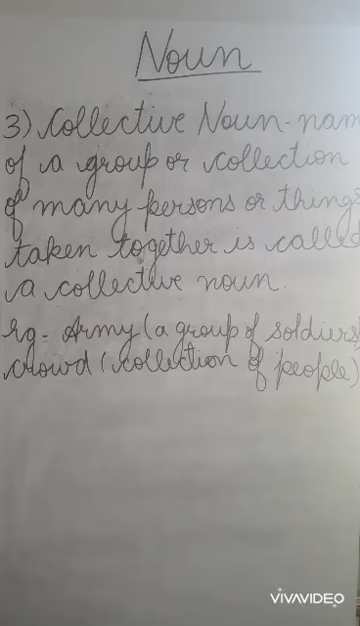 Noun
3) Collective Noun - nam
of a group or collection
of many persons or things
taken together is called
a collective noun.
Eg - Army (a group of soldiers)
crowd (collection of people)
VIVAVIDEO